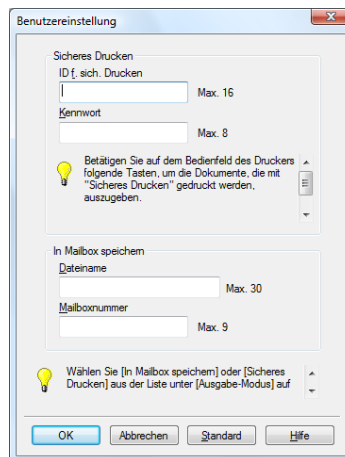 Benutzereinstellung
Sicheres Drucken
ID f. sich. Drucken
Max. 16
Kennwort
Max. 8
Betätigen Sie auf dem Bedienfeld des Druckers
folgende Tasten, um die Dokumente, die mit
"Sicheres Drucken" gedruckt werden,
auszugeben.
In Mailbox speichern
Dateiname
Max. 30
Mailboxnummer
Max. 9
Wählen Sie [In Mailbox speichern] oder [Sicheres
Drucken] aus der Liste unter [Ausgabe-Modus] auf
OK Abbrechen Standard Hilfe